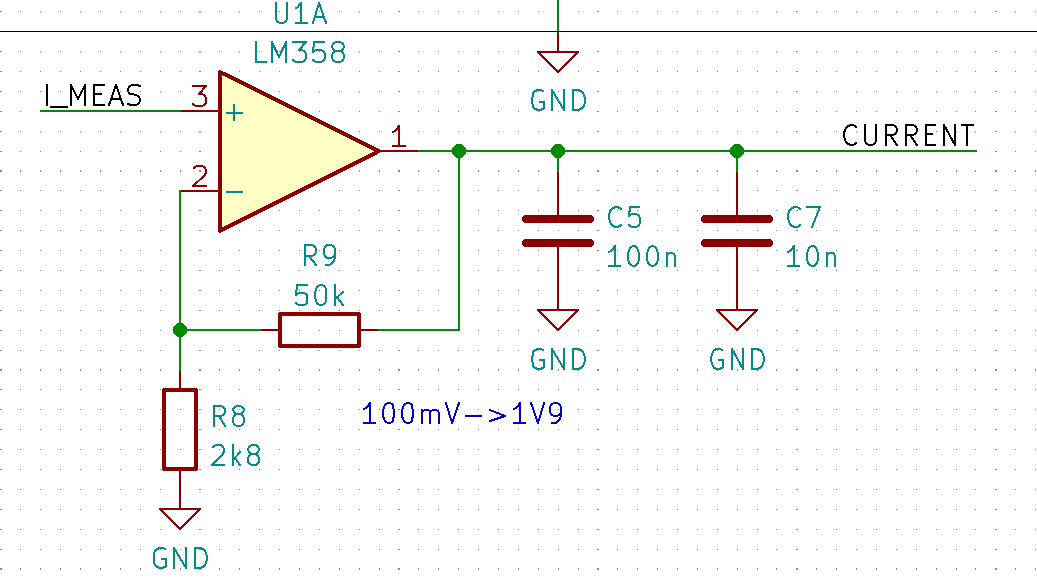 U1A
LM358
GND
I_MEAS
3
+
1
CURRENT
2
−
C5
100n
C7
10n
R9
50k
GND
GND
100mV->1V9
R8
2k8
GND